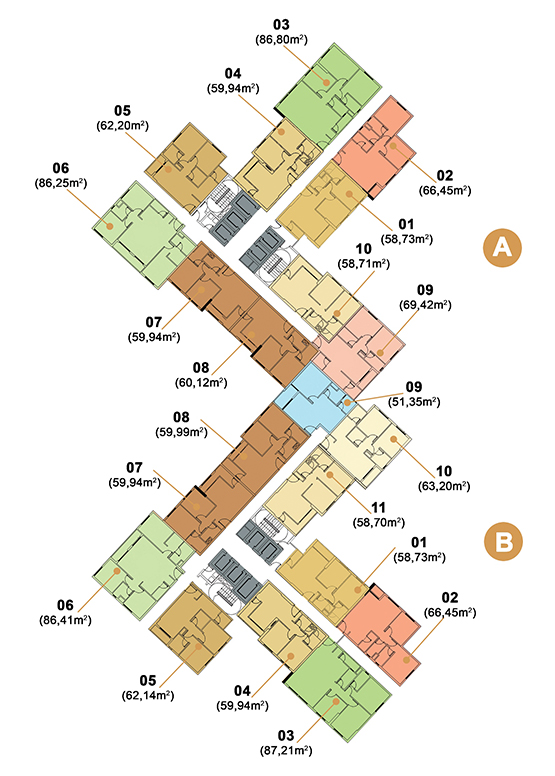 03
(86,80m²)
04
(59,94m²)
05
(62,20m²)
06
(86,25m²)
02
(66,45m²)
01
(58,73m²)
A
10
(58,71m²)
09
(69,42m²)
07
(59,94m²)
08
(60,12m²)
09
(51,35m²)
08
(59,99m²)
07
(59,94m²)
10
(63,20m²)
11
(58,70m²)
B
01
(58,73m²)
02
(66,45m²)
06
(86,41m²)
05
(62,14m²)
04
(59,94m²)
03
(87,21m²)